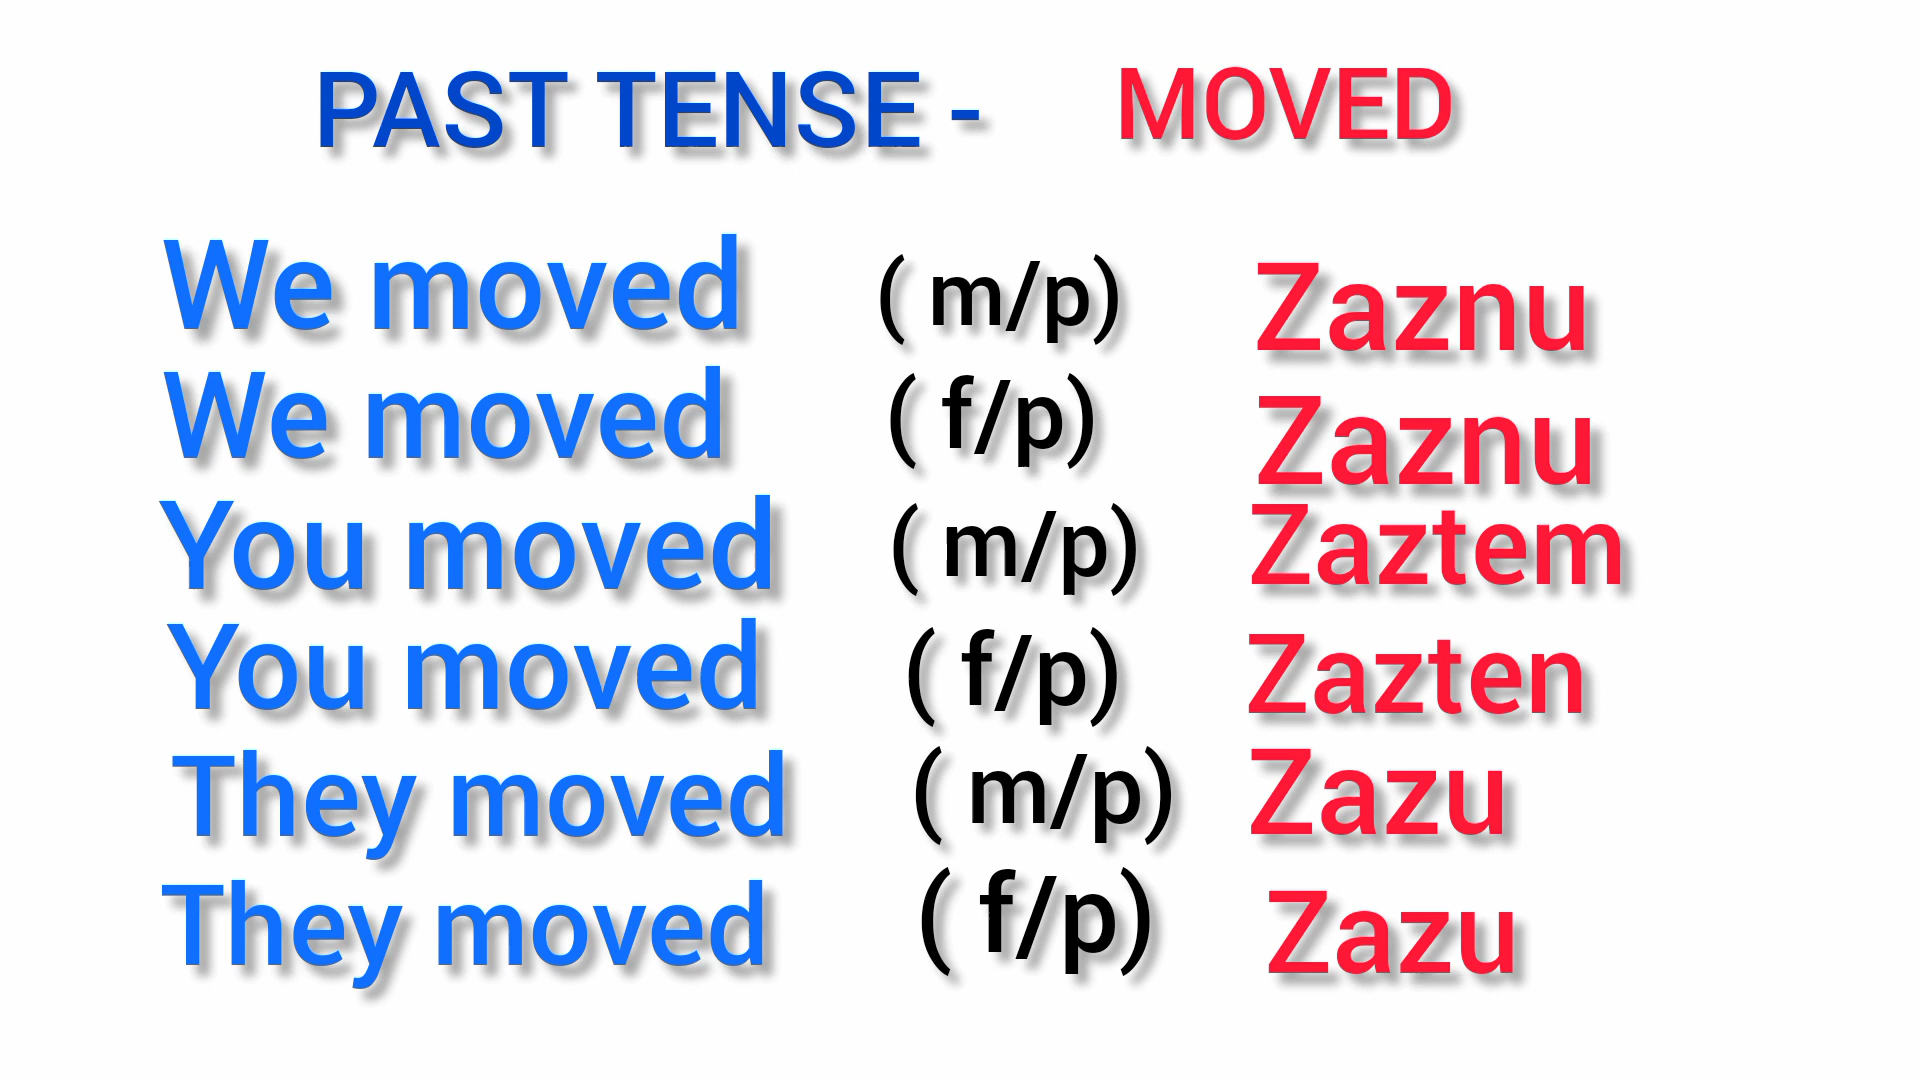 PAST TENSE - MOVED
We moved ( m/p) Zaznu
We moved ( f/p) Zaznu
You moved ( m/p) Zaztem
You moved ( f/p) Zazten
They moved ( m/p) Zazu
They moved ( f/p) Zazu